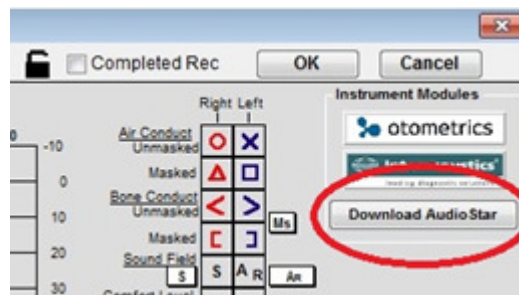 Completed Rec
OK
Cancel
Right Left
Instrument Modules
Air Conduct
Unmasked
otometrics
-10
Masked
0
Bone Conduct
Unmasked
Ms
Download AudioStar
10
Masked
20
Sound Field
S
S
A R
AR
30